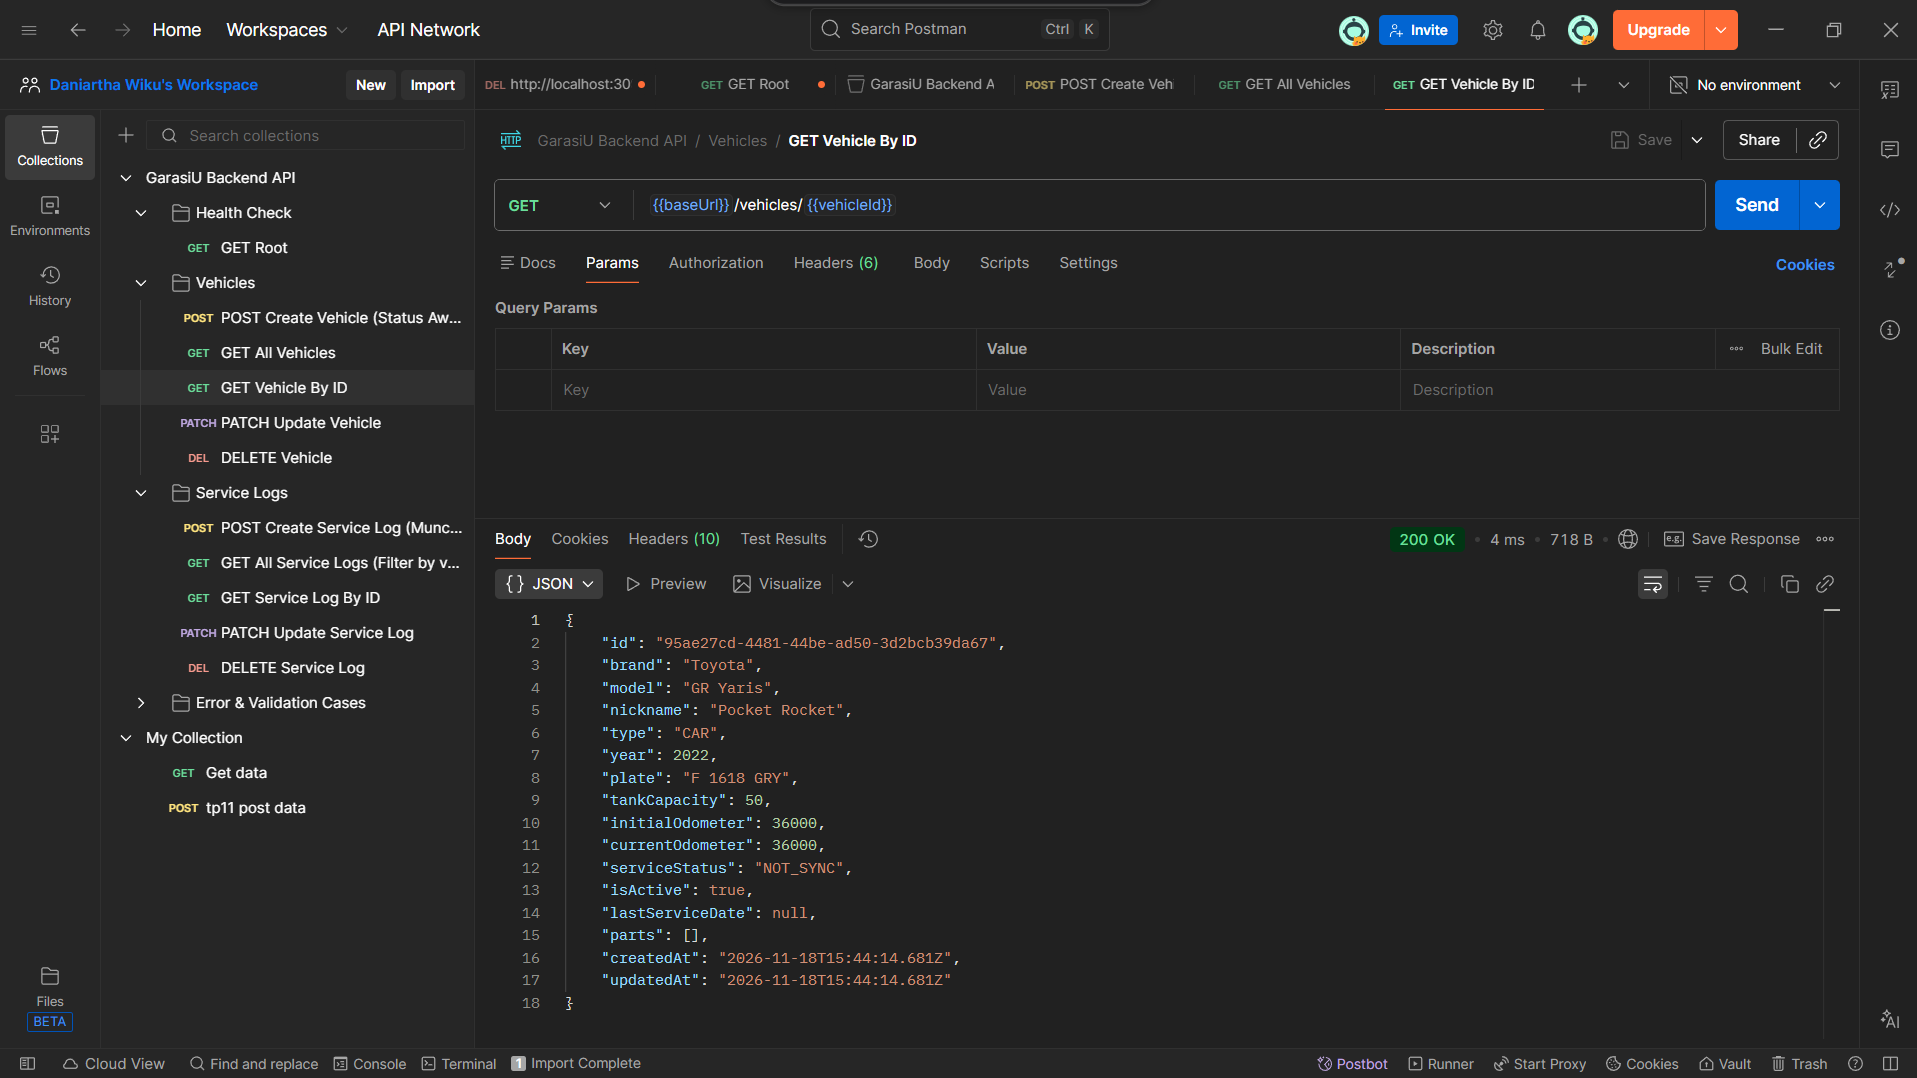 Home Workspaces API Network Search Postman Ctrl K Invite Upgrade
Daniartha Wiku's Workspace New Import DEL http://localhost:30 GET GET Root GarasiU Backend A POST POST Create Vehi GET GET All Vehicles GET GET Vehicle By ID No environment
Collections
Environments
History
Flows
Files
BETA
Search collections
GarasiU Backend API
Health Check
GET GET Root
Vehicles
POST POST Create Vehicle (Status Aw...
GET GET All Vehicles
GET GET Vehicle By ID
PATCH PATCH Update Vehicle
DEL DELETE Vehicle
Service Logs
POST POST Create Service Log (Munc...
GET GET All Service Logs (Filter by v...
GET GET Service Log By ID
PATCH PATCH Update Service Log
DEL DELETE Service Log
Error & Validation Cases
My Collection
GET Get data
POST tp11 post data
HTTP GarasiU Backend API / Vehicles / GET Vehicle By ID Save Share
GET {{baseUrl}} /vehicles/ {{vehicleId}} Send
Docs Params Authorization Headers (6) Body Scripts Settings Cookies
Query Params
Key Value Description Bulk Edit
Key Value Description
Body Cookies Headers (10) Test Results 200 OK • 4 ms • 718 B • e.g. Save Response
{} JSON Preview Visualize
1 {
2 "id": "95ae27cd-4481-44be-ad50-3d2bcb39da67",
3 "brand": "Toyota",
4 "model": "GR Yaris",
5 "nickname": "Pocket Rocket",
6 "type": "CAR",
7 "year": 2022,
8 "plate": "F 1618 GRY",
9 "tankCapacity": 50,
10 "initialOdometer": 36000,
11 "currentOdometer": 36000,
12 "serviceStatus": "NOT_SYNC",
13 "isActive": true,
14 "lastServiceDate": null,
15 "parts": [],
16 "createdAt": "2026-11-18T15:44:14.681Z",
17 "updatedAt": "2026-11-18T15:44:14.681Z"
18 }
AI
Cloud View Find and replace Console Terminal 1 Import Complete Postbot Runner Start Proxy Cookies Vault Trash